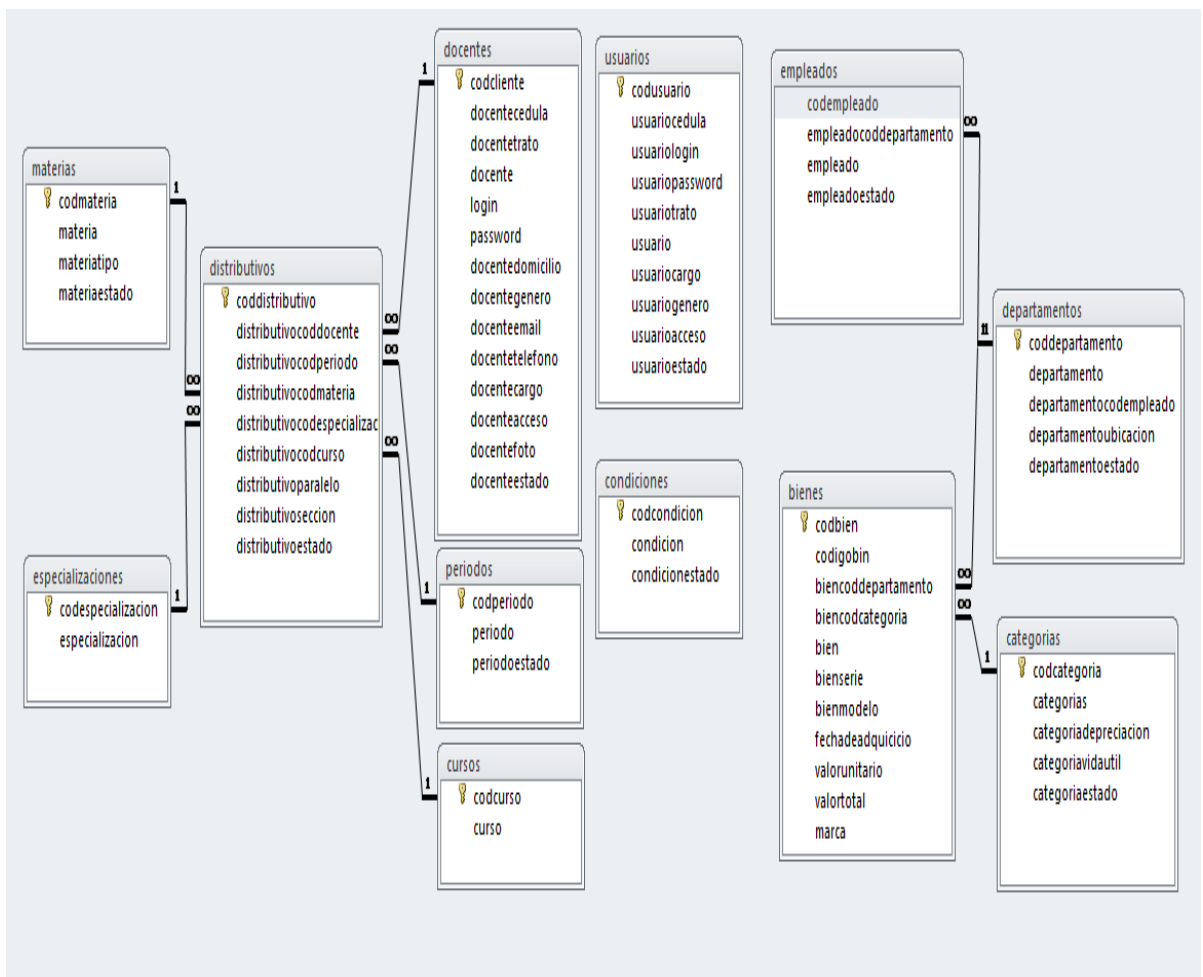 materias
codmateria
materia
materiatipo
materiaestado
especializaciones
codespecializacion
especializacion
distributivos
coddistributivo
distributivocoddocente
distributivocodperiodo
distributivocodmateria
distributivocodespecializac
distributivocodcurso
distributivoparalelo
distributivoseccion
distributivoestado
docentes
codcliente
docentecedula
docentetrato
docente
login
password
docentedomicilio
docentegenero
docenteemail
docentetelefono
docentecargo
docenteacceso
docentefoto
docenteestado
periodos
codperiodo
periodo
periodoestado
cursos
codcurso
curso
usuarios
codusuario
usuariocedula
usuariologin
usuariopassword
usuariotrato
usuario
usuariocargo
usuariogenero
usuarioacceso
usuarioestado
condiciones
codcondicion
condicion
condicionestado
empleados
codempleado
empleadocoddepartamento
empleado
empleadoestado
bienes
codbien
codigobin
biencoddepartamento
biencodcategoria
bien
bienserie
bienmodelo
fechadeadquicicio
valorunitario
valortotal
marca
departamentos
coddepartamento
departamento
departamentocodempleado
departamentoubicacion
departamentoestado
categorias
codcategoria
categorias
categoriadepreciacion
categoriavidautil
categoriaestado
1
∞
∞
1
1
∞
∞
∞
1
1
∞
1
1
∞
∞
1